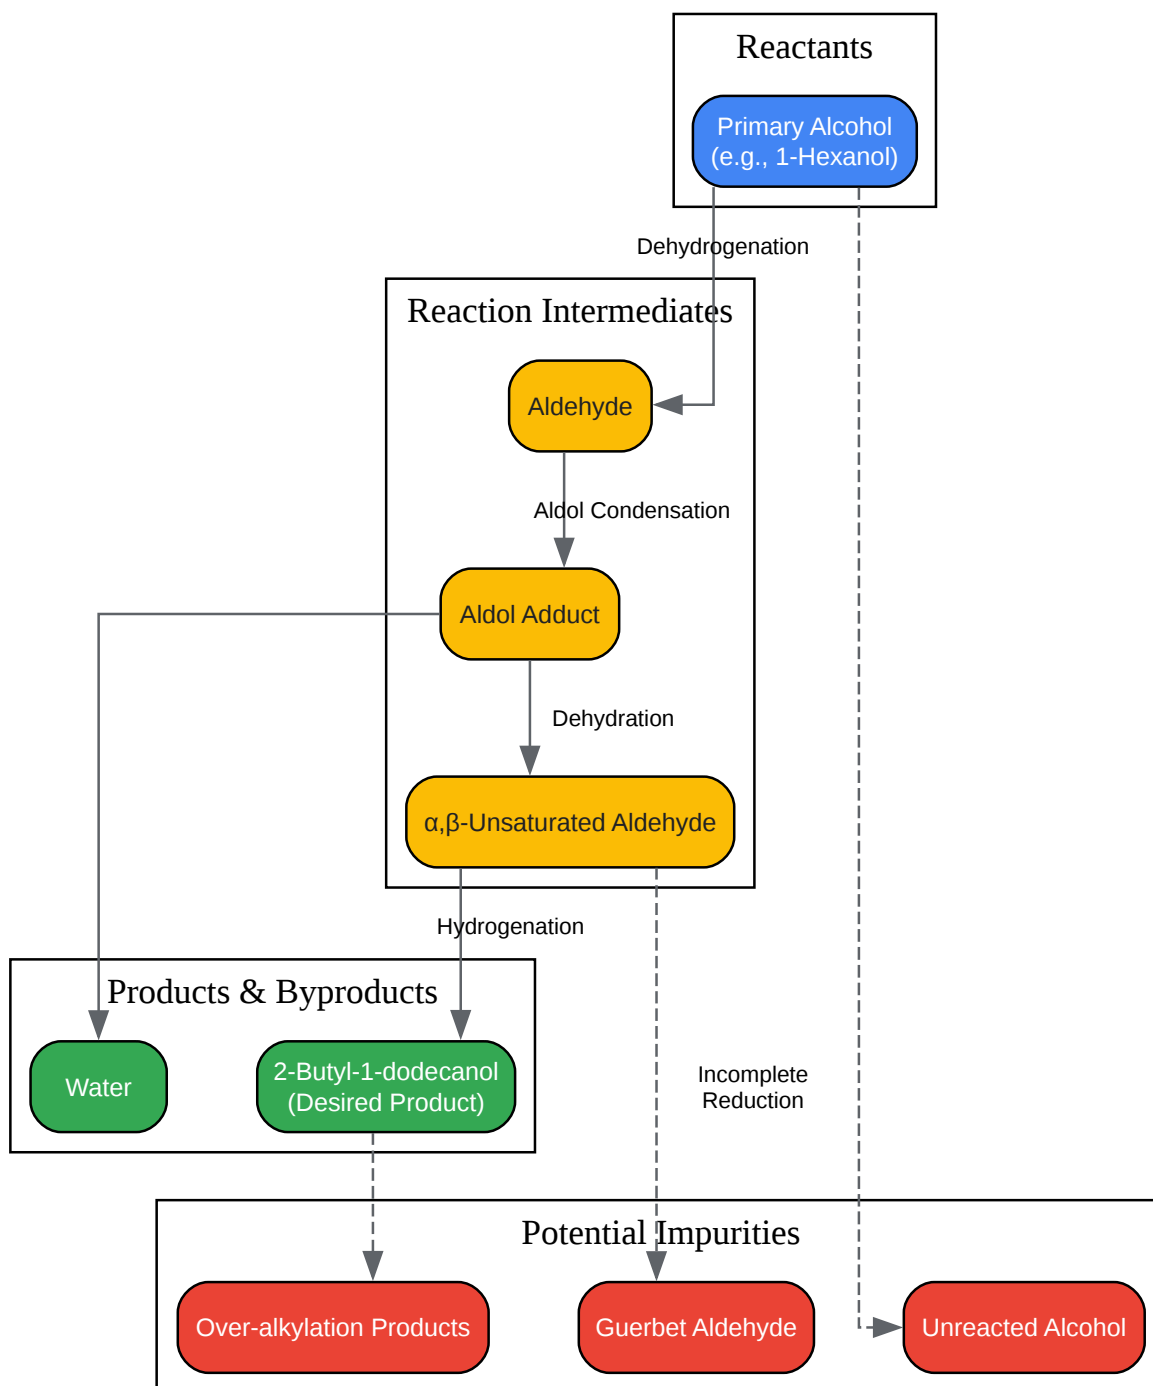 Reactants
Primary Alcohol
(e.g., 1-Hexanol)
Dehydrogenation
Reaction Intermediates
Aldehyde
Aldol Condensation
Aldol Adduct
Dehydration
α,β-Unsaturated Aldehyde
Hydrogenation
Products & Byproducts
Water
2-Butyl-1-dodecanol
(Desired Product)
Incomplete
Reduction
Potential Impurities
Over-alkylation Products
Guerbet Aldehyde
Unreacted Alcohol